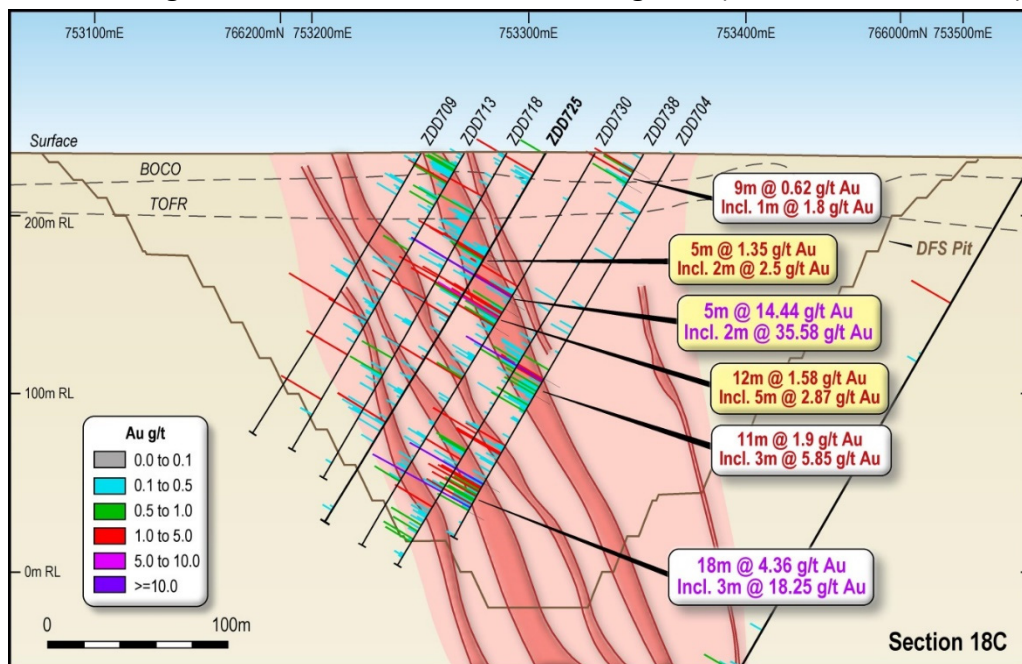 753100mE
766200mN 753200mE
753300mE
753400mE
766000mN 753500mE
ZDD709
ZDD713
ZDD718
ZDD725
ZDD730
ZDD738
ZDD704
Surface
BOCO
TOFR
200m RL
100m RL
0m RL
DFS Pit
9m @ 0.62 g/t Au
Incl. 1m @ 1.8 g/t Au
5m @ 1.35 g/t Au
Incl. 2m @ 2.5 g/t Au
5m @ 14.44 g/t Au
Incl. 2m @ 35.58 g/t Au
12m @ 1.58 g/t Au
Incl. 5m @ 2.87 g/t Au
11m @ 1.9 g/t Au
Incl. 3m @ 5.85 g/t Au
18m @ 4.36 g/t Au
Incl. 3m @ 18.25 g/t Au
Au g/t
0.0 to 0.1
0.1 to 0.5
0.5 to 1.0
1.0 to 5.0
5.0 to 10.0
>=10.0
0 100m
Section 18C